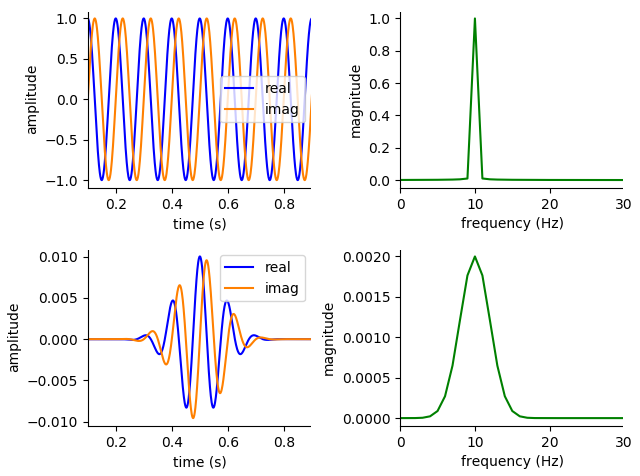 1.0
0.5
0.0
−0.5
−1.0
amplitude
real
imag
0.2 0.4 0.6 0.8
time (s)
1.0
0.8
0.6
0.4
0.2
0.0
magnitude
0 10 20 30
frequency (Hz)
0.010
0.005
0.000
−0.005
−0.010
amplitude
real
imag
0.2 0.4 0.6 0.8
time (s)
0.0020
0.0015
0.0010
0.0005
0.0000
magnitude
0 10 20 30
frequency (Hz)